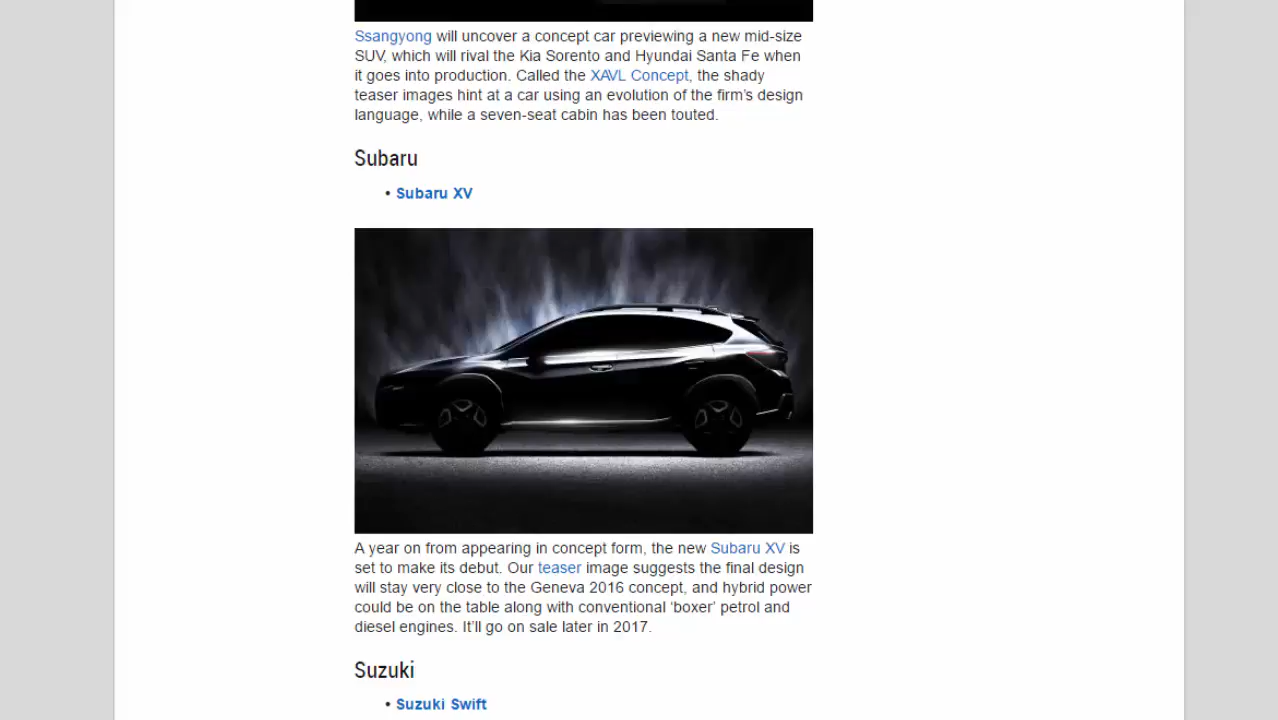 Ssangyong will uncover a concept car previewing a new mid-size
SUV, which will rival the Kia Sorento and Hyundai Santa Fe when
it goes into production. Called the XAVL Concept, the shady
teaser images hint at a car using an evolution of the firm's design
language, while a seven-seat cabin has been touted.
Subaru
• Subaru XV
A year on from appearing in concept form, the new Subaru XV is
set to make its debut. Our teaser image suggests the final design
will stay very close to the Geneva 2016 concept, and hybrid power
could be on the table along with conventional ‘boxer’ petrol and
diesel engines. It’ll go on sale later in 2017.
Suzuki
• Suzuki Swift